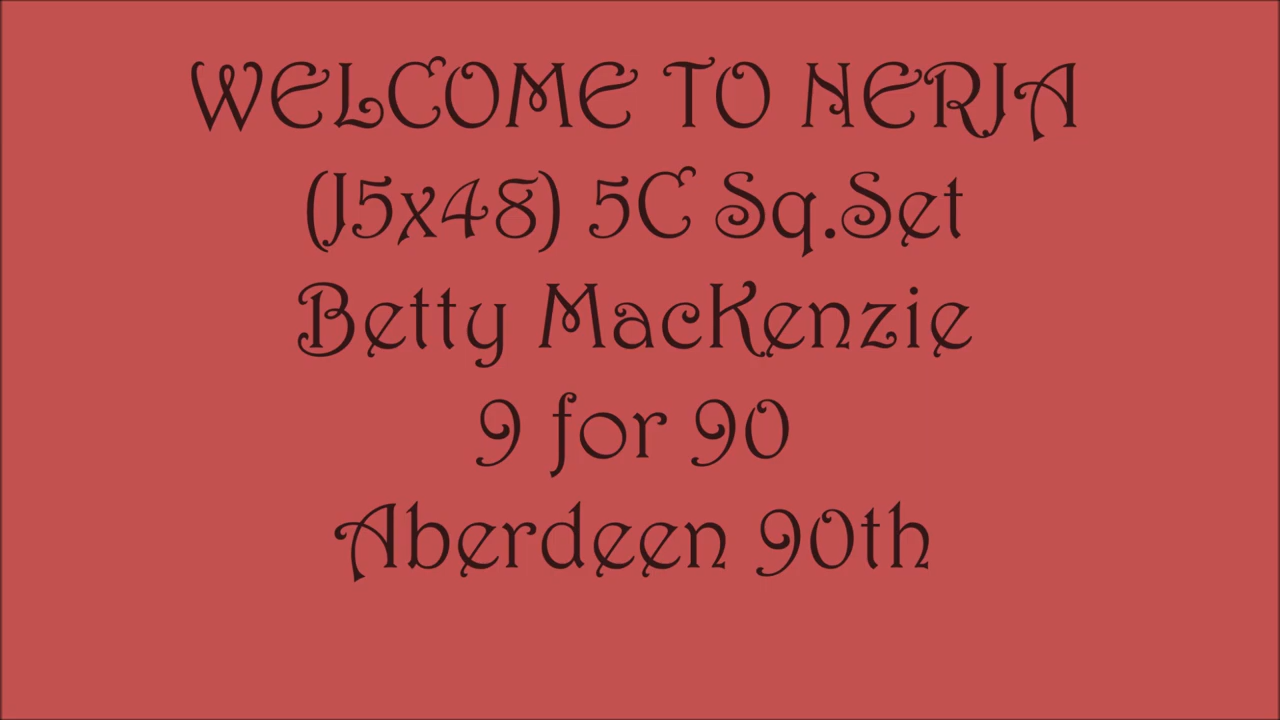 WELCOME TO NERJA
(J5x48) 5C Sq.Set
Betty MacKenzie
9 for 90
Aberdeen 90th